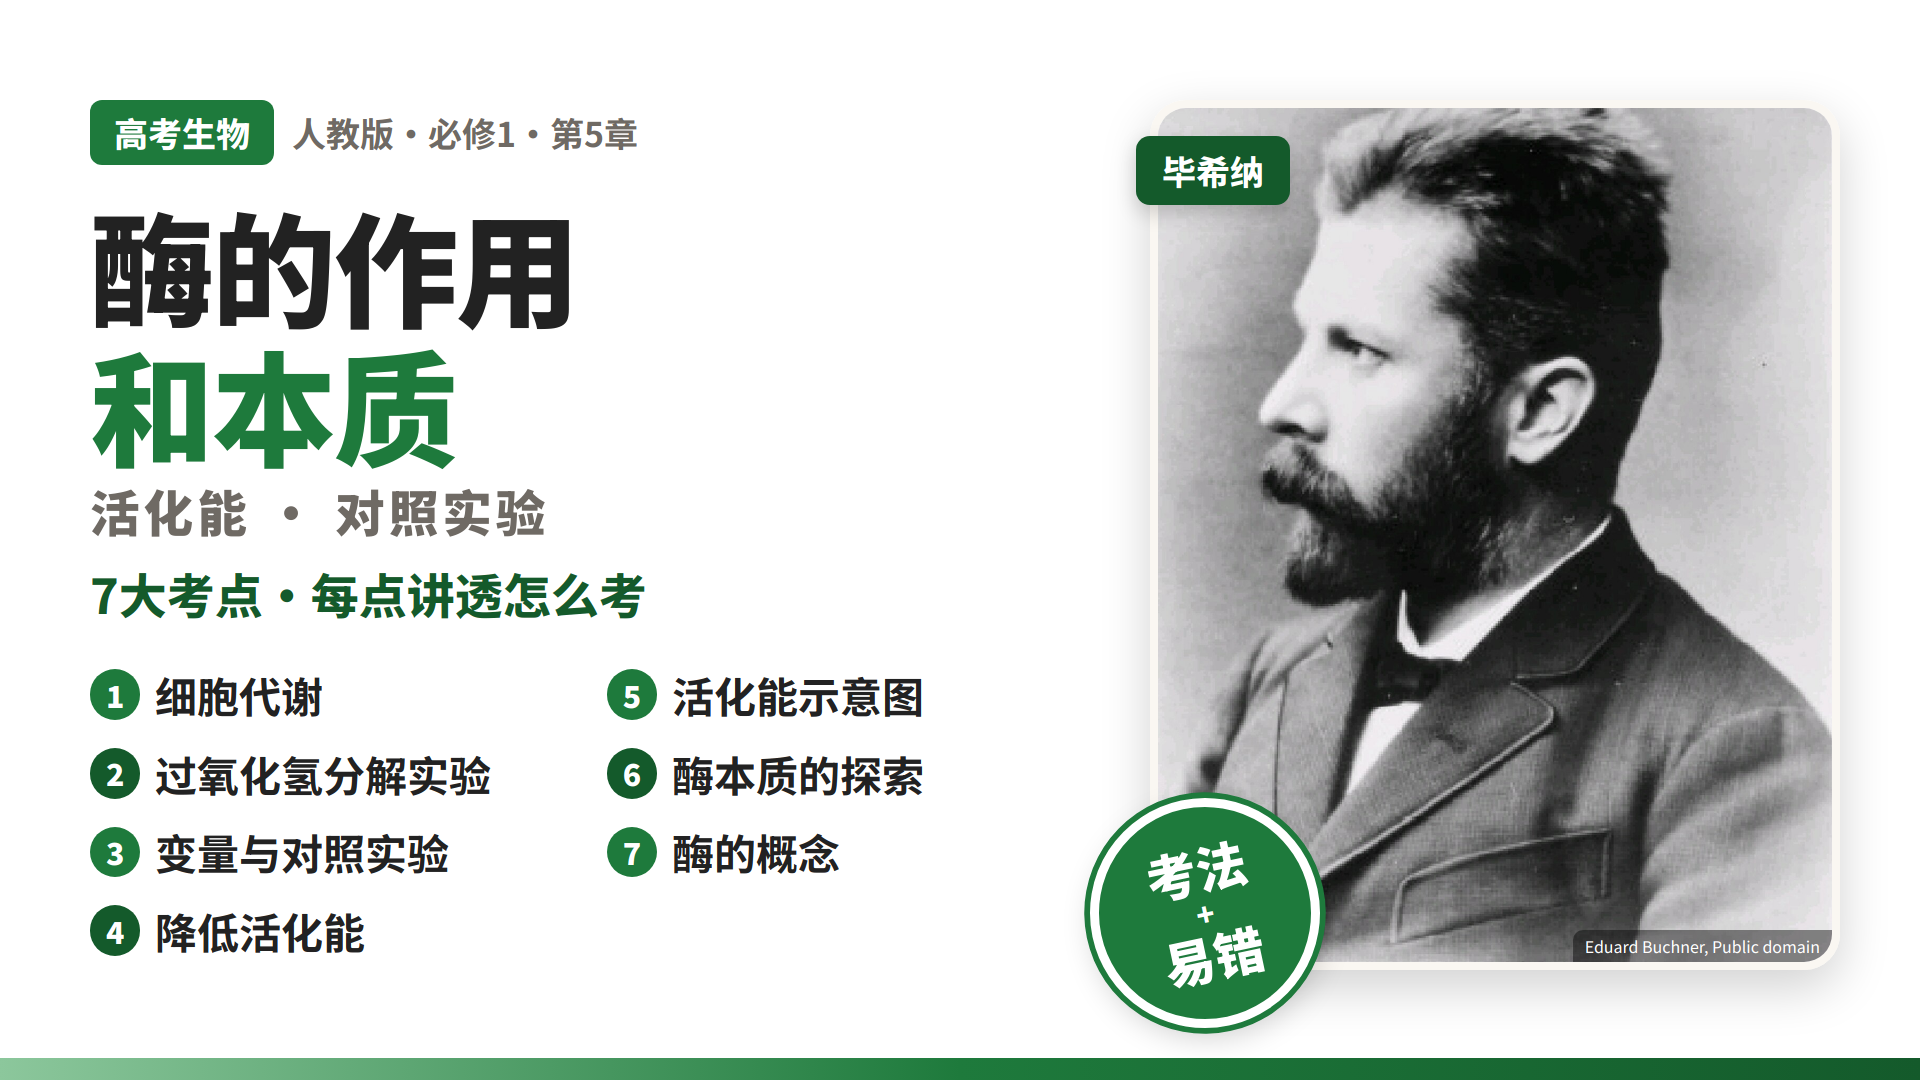 高考生物
人教版·必修1·第5章
酶的作用
和本质
活化能 · 对照实验
7大考点·每点讲透怎么考
1 细胞代谢
2 过氧化氢分解实验
3 变量与对照实验
4 降低活化能
5 活化能示意图
6 酶本质的探索
7 酶的概念
毕希纳
考法
+
易错
Eduard Buchner, Public domain